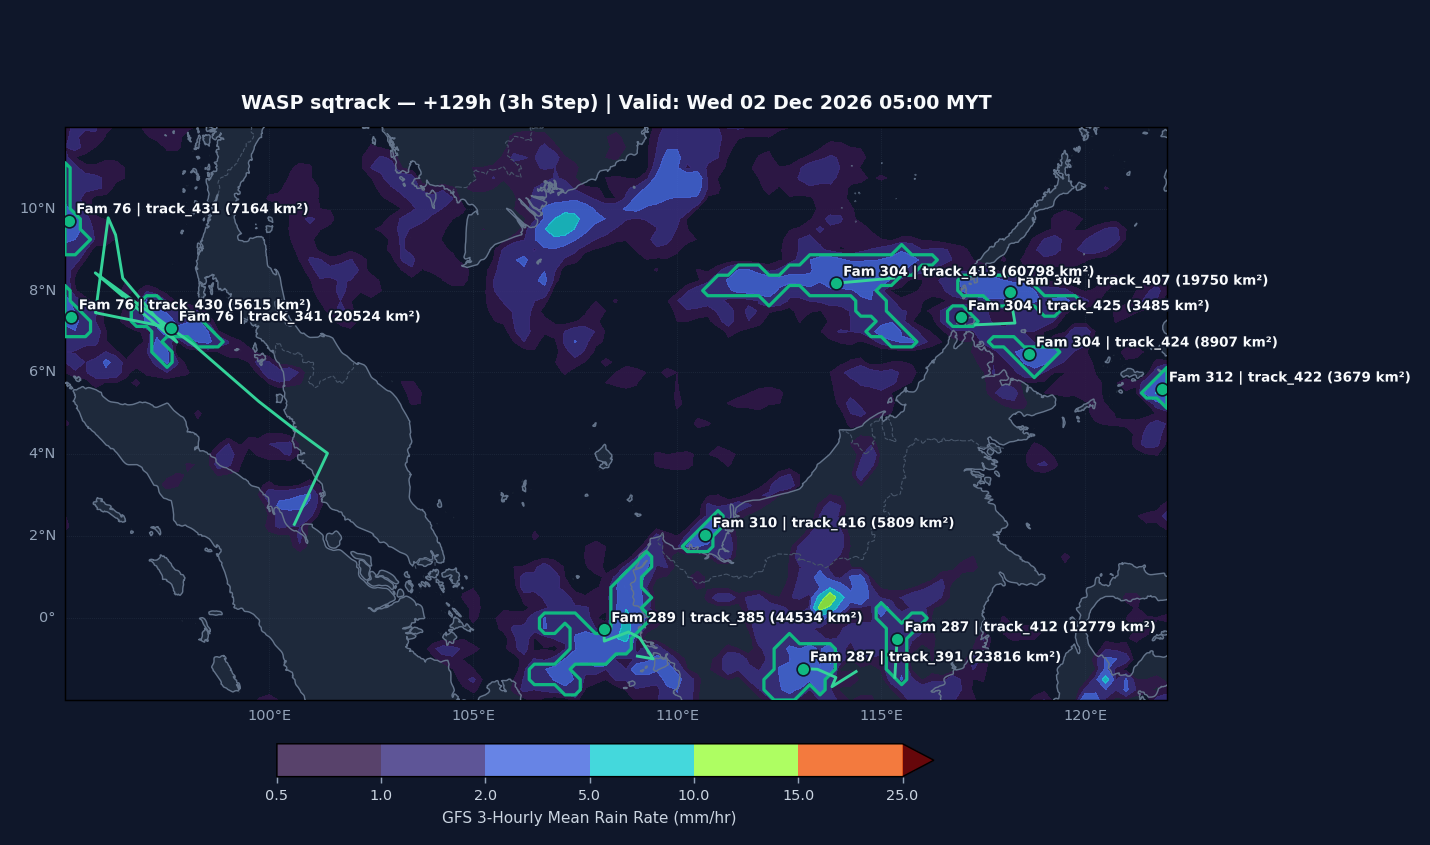 WASP sqtrack — +129h (3h Step) | Valid: Wed 02 Dec 2026 05:00 MYT
10°N
8°N
6°N
4°N
2°N
0°
Fam 76 | track_431 (7164 km²)
Fam 304 | track_413 (60798 km²)
Fam 304 | track_407 (19750 km²)
Fam 76 | track_430 (5615 km²)
Fam 304 | track_425 (3485 km²)
Fam 76 | track_341 (20524 km²)
Fam 304 | track_424 (8907 km²)
Fam 312 | track_422 (3679 km²)
Fam 310 | track_416 (5809 km²)
Fam 289 | track_385 (44534 km²)
Fam 287 | track_412 (12779 km²)
Fam 287 | track_391 (23816 km²)
100°E 105°E 110°E 115°E 120°E
0.5 1.0 2.0 5.0 10.0 15.0 25.0
GFS 3-Hourly Mean Rain Rate (mm/hr)